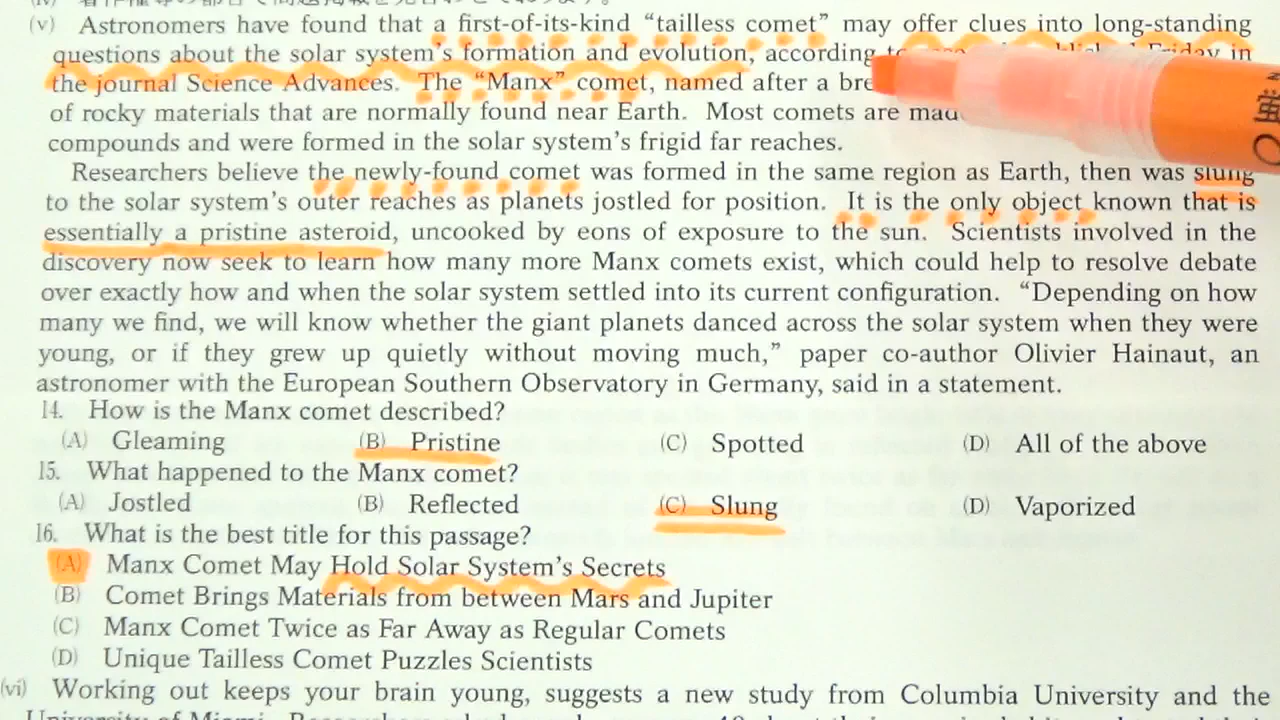 (v) Astronomers have found that a first-of-its-kind “tailless comet” may offer clues into long-standing
questions about the solar system’s formation and evolution, according Friday in
the journal Science Advances. The “Manx” comet, named after a
of rocky materials that are normally found near Earth. Most comets are
compounds and were formed in the solar system’s frigid far reaches.
Researchers believe the newly-found comet was formed in the same region as Earth, then was slung
to the solar system’s outer reaches as planets jostled for position. It is the only object known that is
essentially a pristine asteroid, uncooked by eons of exposure to the sun. Scientists involved in the
discovery now seek to learn how many more Manx comets exist, which could help to resolve debate
over exactly how and when the solar system settled into its current configuration. “Depending on how
many we find, we will know whether the giant planets danced across the solar system when they were
young, or if they grew up quietly without moving much,” paper co-author Olivier Hainaut, an
astronomer with the European Southern Observatory in Germany, said in a statement.
14. How is the Manx comet described?
(A) Gleaming (B) Pristine (C) Spotted (D) All of the above
15. What happened to the Manx comet?
(A) Jostled (B) Reflected (C) Slung (D) Vaporized
16. What is the best title for this passage?
(A) Manx Comet May Hold Solar System’s Secrets
(B) Comet Brings Materials from between Mars and Jupiter
(C) Manx Comet Twice as Far Away as Regular Comets
(D) Unique Tailless Comet Puzzles Scientists
(vi) Working out keeps your brain young, suggests a new study from Columbia University and the
University of Miami.